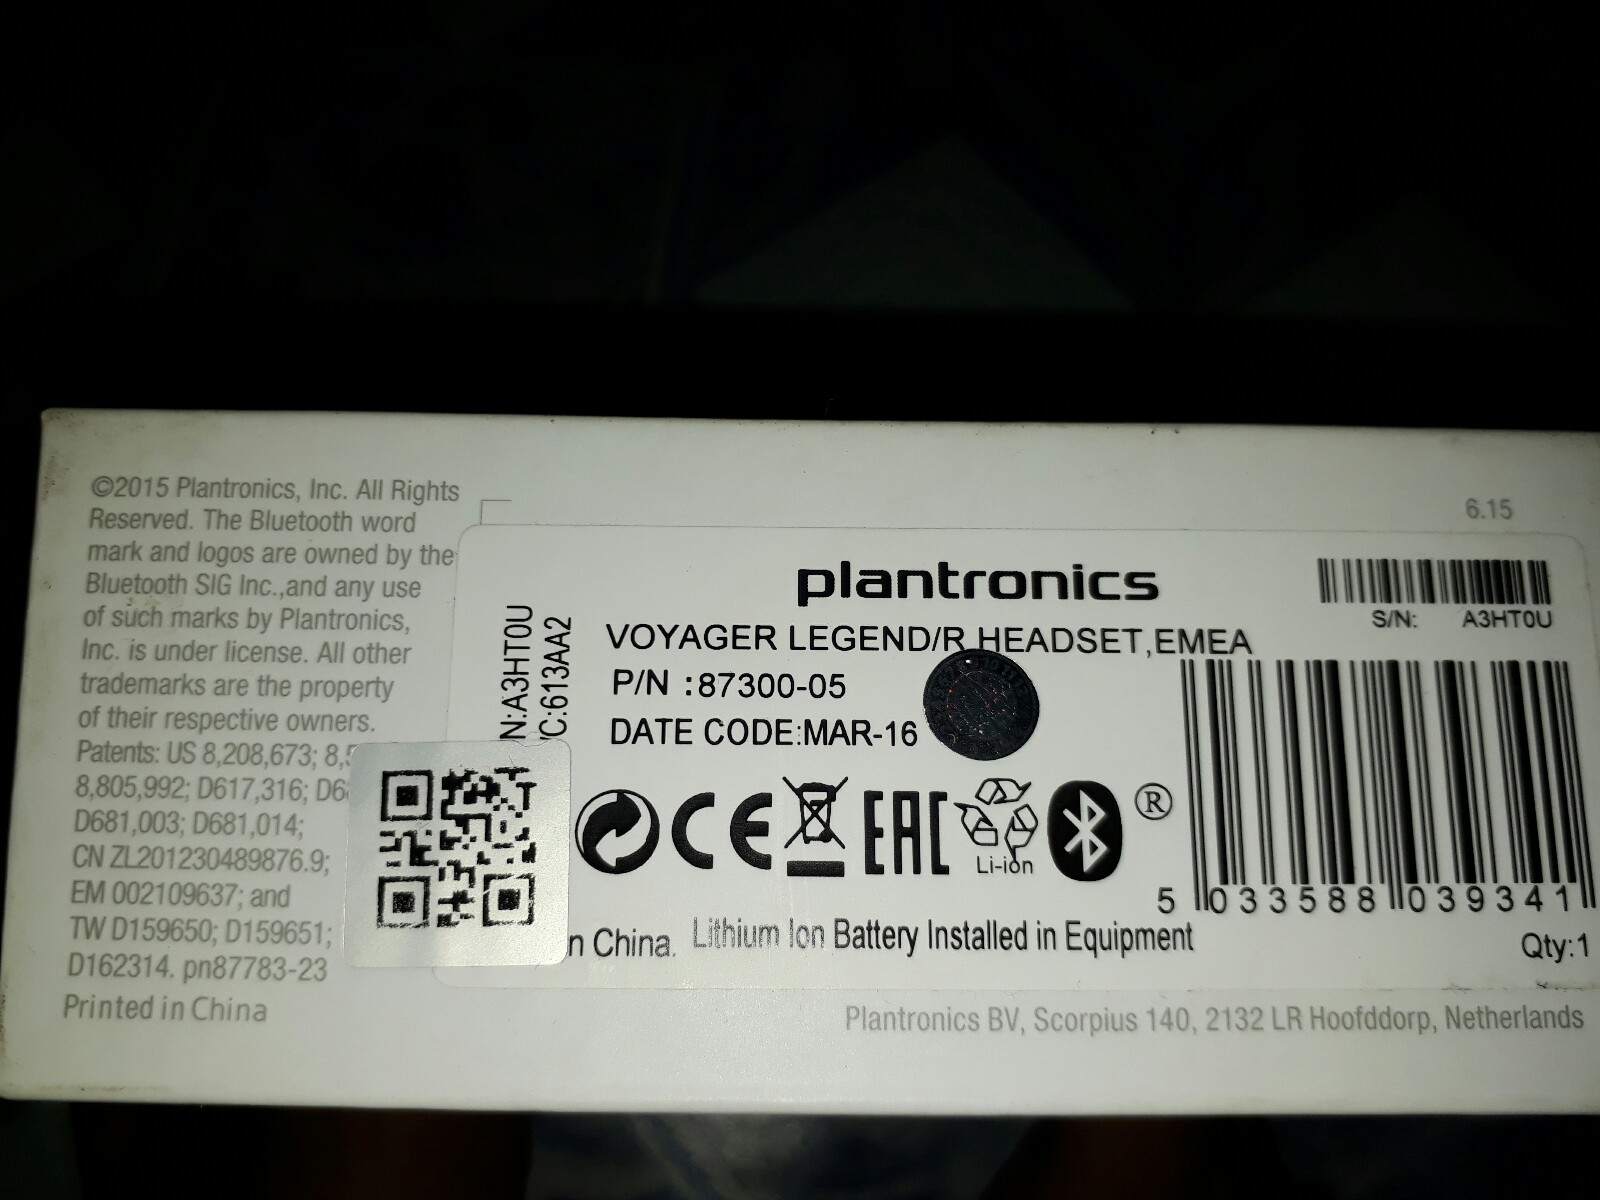 ©2015 Plantronics, Inc. All Rights
Reserved. The Bluetooth word
mark and logos are owned by the
Bluetooth SIG Inc.,and any use
of such marks by Plantronics,
Inc. is under license. All other
trademarks are the property
of their respective owners.
Patents: US 8,208,673;
8,805,992; D617,316;
D681,003; D681,014;
CN ZL201230489876.9;
EM 002109637; and
TW D159650; D159651;
D162314. pn87783-23
Printed in China
6.15
plantronics
S/N: A3HT0U
N:A3HT0U
C:613AA2
VOYAGER LEGEND/R HEADSET,EMEA
P/N :87300-05
DATE CODE:MAR-16
CE EAC Li-ion ®
5 033588 039341
n China. Lithium Ion Battery Installed in Equipment
Qty:1
Plantronics BV, Scorpius 140, 2132 LR Hoofddorp, Netherlands